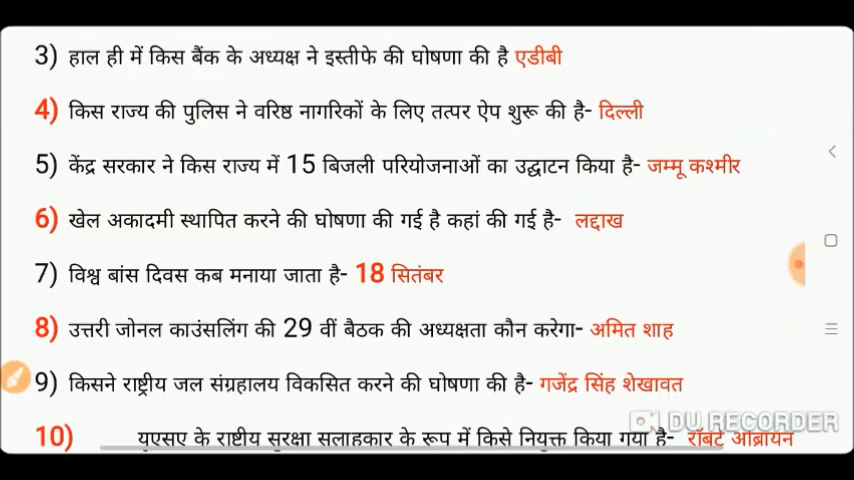 3) हाल ही में किस बैंक के अध्यक्ष ने इस्तीफे की घोषणा की है एडीबी
4) किस राज्य की पुलिस ने वरिष्ठ नागरिकों के लिए तत्पर ऐप शुरू की है- दिल्ली
5) केंद्र सरकार ने किस राज्य में 15 बिजली परियोजनाओं का उद्घाटन किया है- जम्मू कश्मीर
6) खेल अकादमी स्थापित करने की घोषणा की गई है कहां की गई है- लद्दाख
7) विश्व बांस दिवस कब मनाया जाता है- 18 सितंबर
8) उत्तरी जोनल काउंसलिंग की 29 वीं बैठक की अध्यक्षता कौन करेगा- अमित शाह
9) किसने राष्ट्रीय जल संग्रहालय विकसित करने की घोषणा की है- गजेंद्र सिंह शेखावत
DU RECORDER
10) यूएसए के राष्ट्रीय सुरक्षा सलाहकार के रूप में किसे नियुक्त किया गया है- रॉबर्ट ओब्रायन